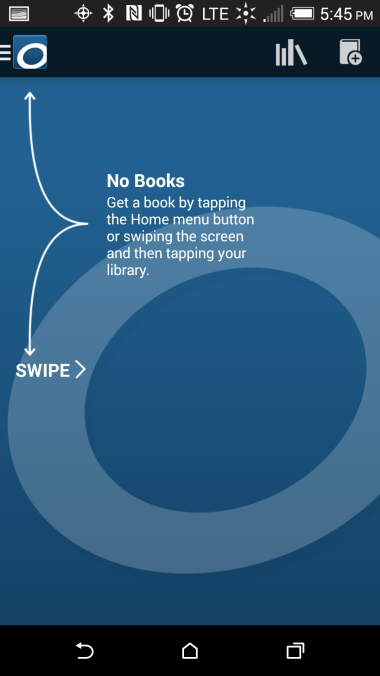 LTE 5:45 PM
No Books
Get a book by tapping
the Home menu button
or swiping the screen
and then tapping your
library.
SWIPE